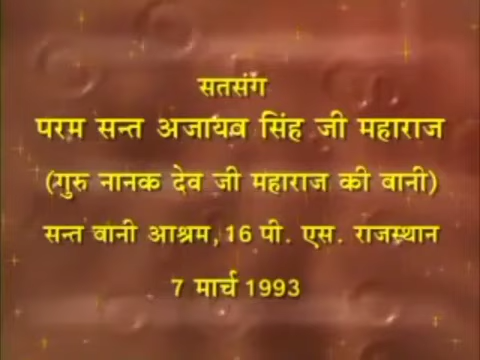 सतसंग
परम सन्त अजायब सिंह जी महाराज
(गुरु नानक देव जी महाराज की वानी)
सन्त वानी आश्रम, 16 पी. एस. राजस्थान
7 मार्च 1993